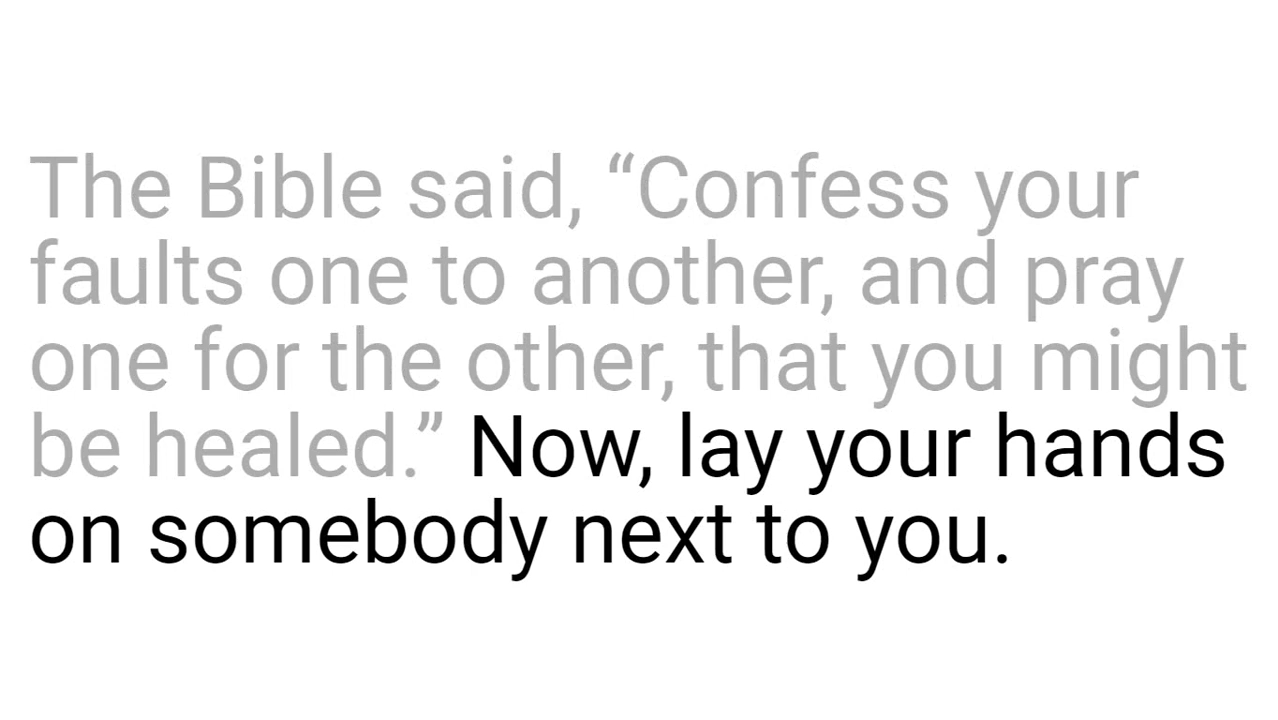 The Bible said, “Confess your
faults one to another, and pray
one for the other, that you might
be healed.” Now, lay your hands
on somebody next to you.